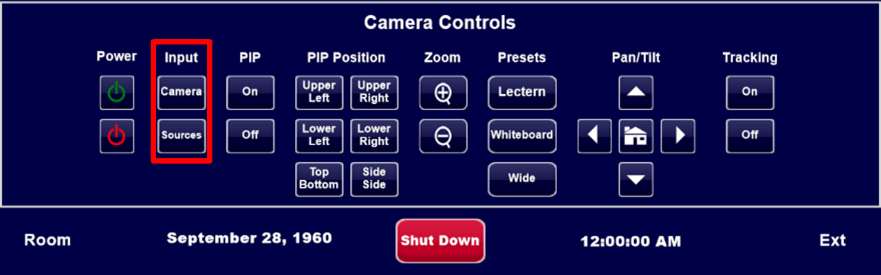 Camera Controls
Power Input PIP PIP Position Zoom Presets Pan/Tilt Tracking
Camera On Upper Left Upper Right Lectern On
Sources Off Lower Left Lower Right Whiteboard Off
Top Bottom Side Side Wide
Room September 28, 1960 Shut Down 12:00:00 AM Ext